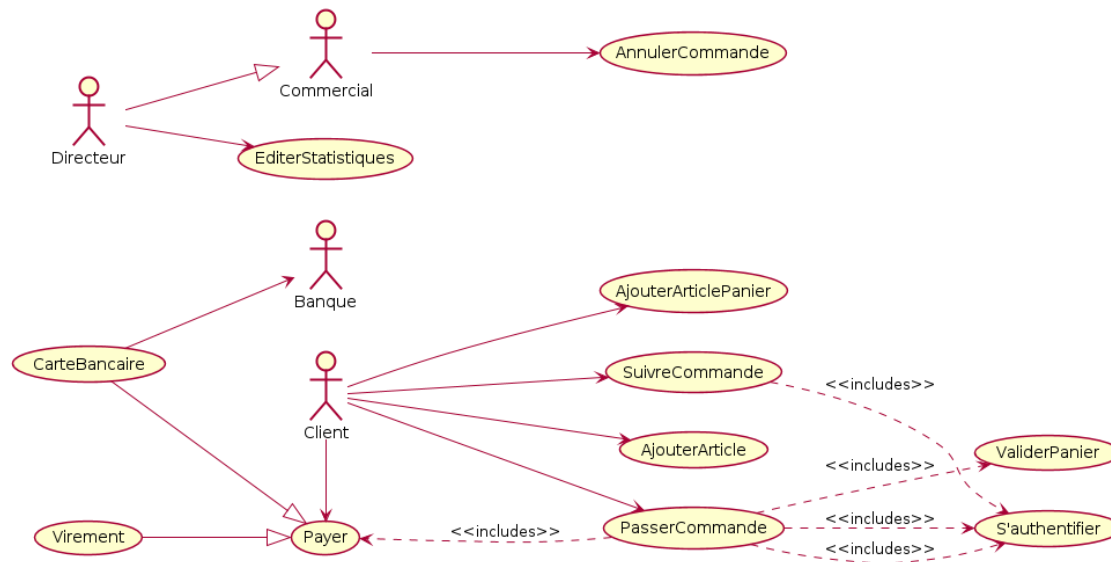 Commercial
AnnulerCommande
Directeur
EditerStatistiques
Banque
AjouterArticlePanier
CarteBancaire
SuivreCommande
<<includes>>
Client
AjouterArticle
ValiderPanier
<<includes>>
Virement
Payer
<<includes>>
PasserCommande
<<includes>>
S'authentifier
<<includes>>